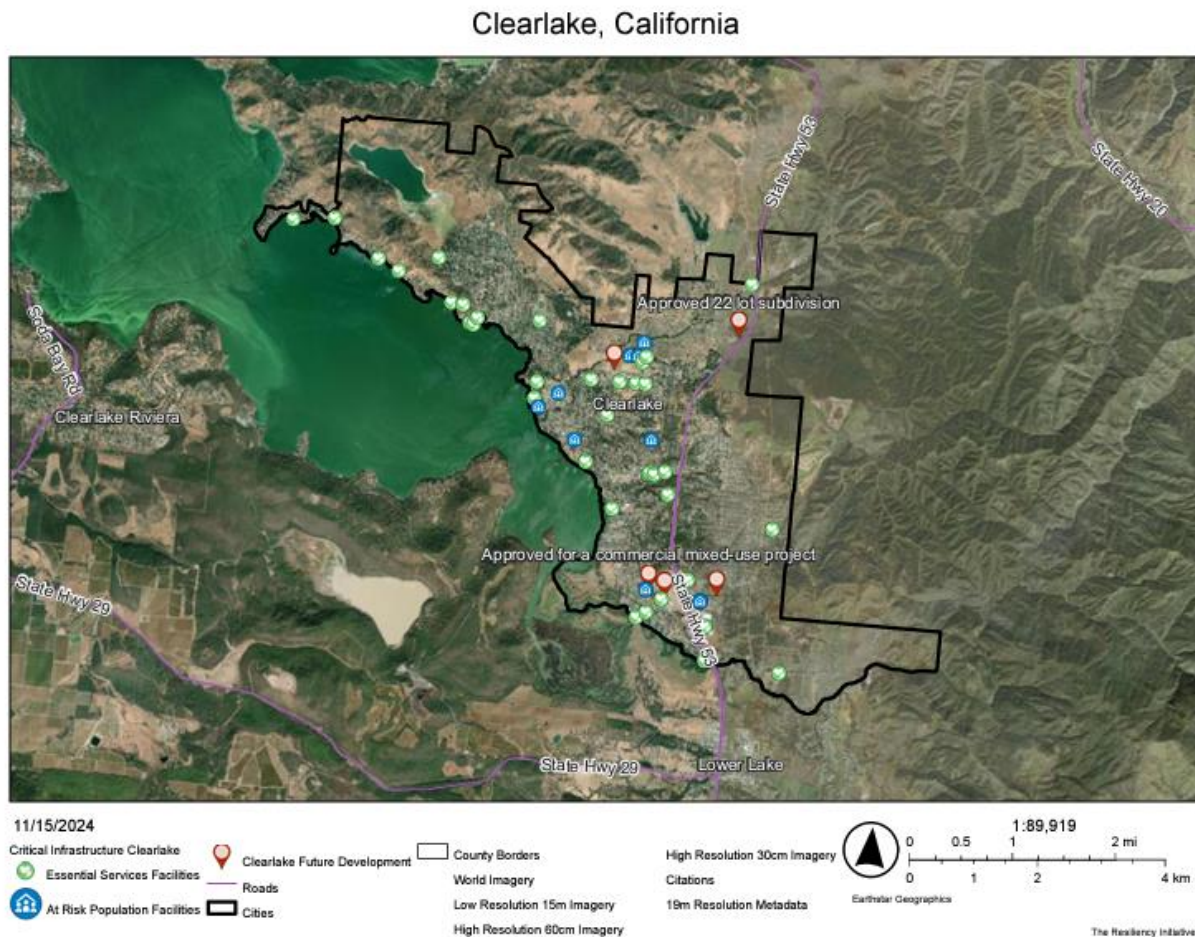 Clearlake, California
State Hwy 53
State Hwy 20
Approved 22 lot subdivision
Soda Bay Rd
Clearlake Riviera
Clearlake
Approved for a commercial, mixed-use project
State Hwy 29
State Hwy 53
State Hwy 29
Lower Lake
11/15/2024
Critical Infrastructure Clearlake
Essential Services Facilities
At Risk Population Facilities
Clearlake Future Development
Roads
Cities
County Borders
World Imagery
Low Resolution 15m Imagery
High Resolution 60cm Imagery
High Resolution 30cm Imagery
Citations
19m Resolution Metadata
1:89,919
0 0.5 1 2 mi
0 1 2 4 km
Earthstar Geographics
The Resiliency Initiative